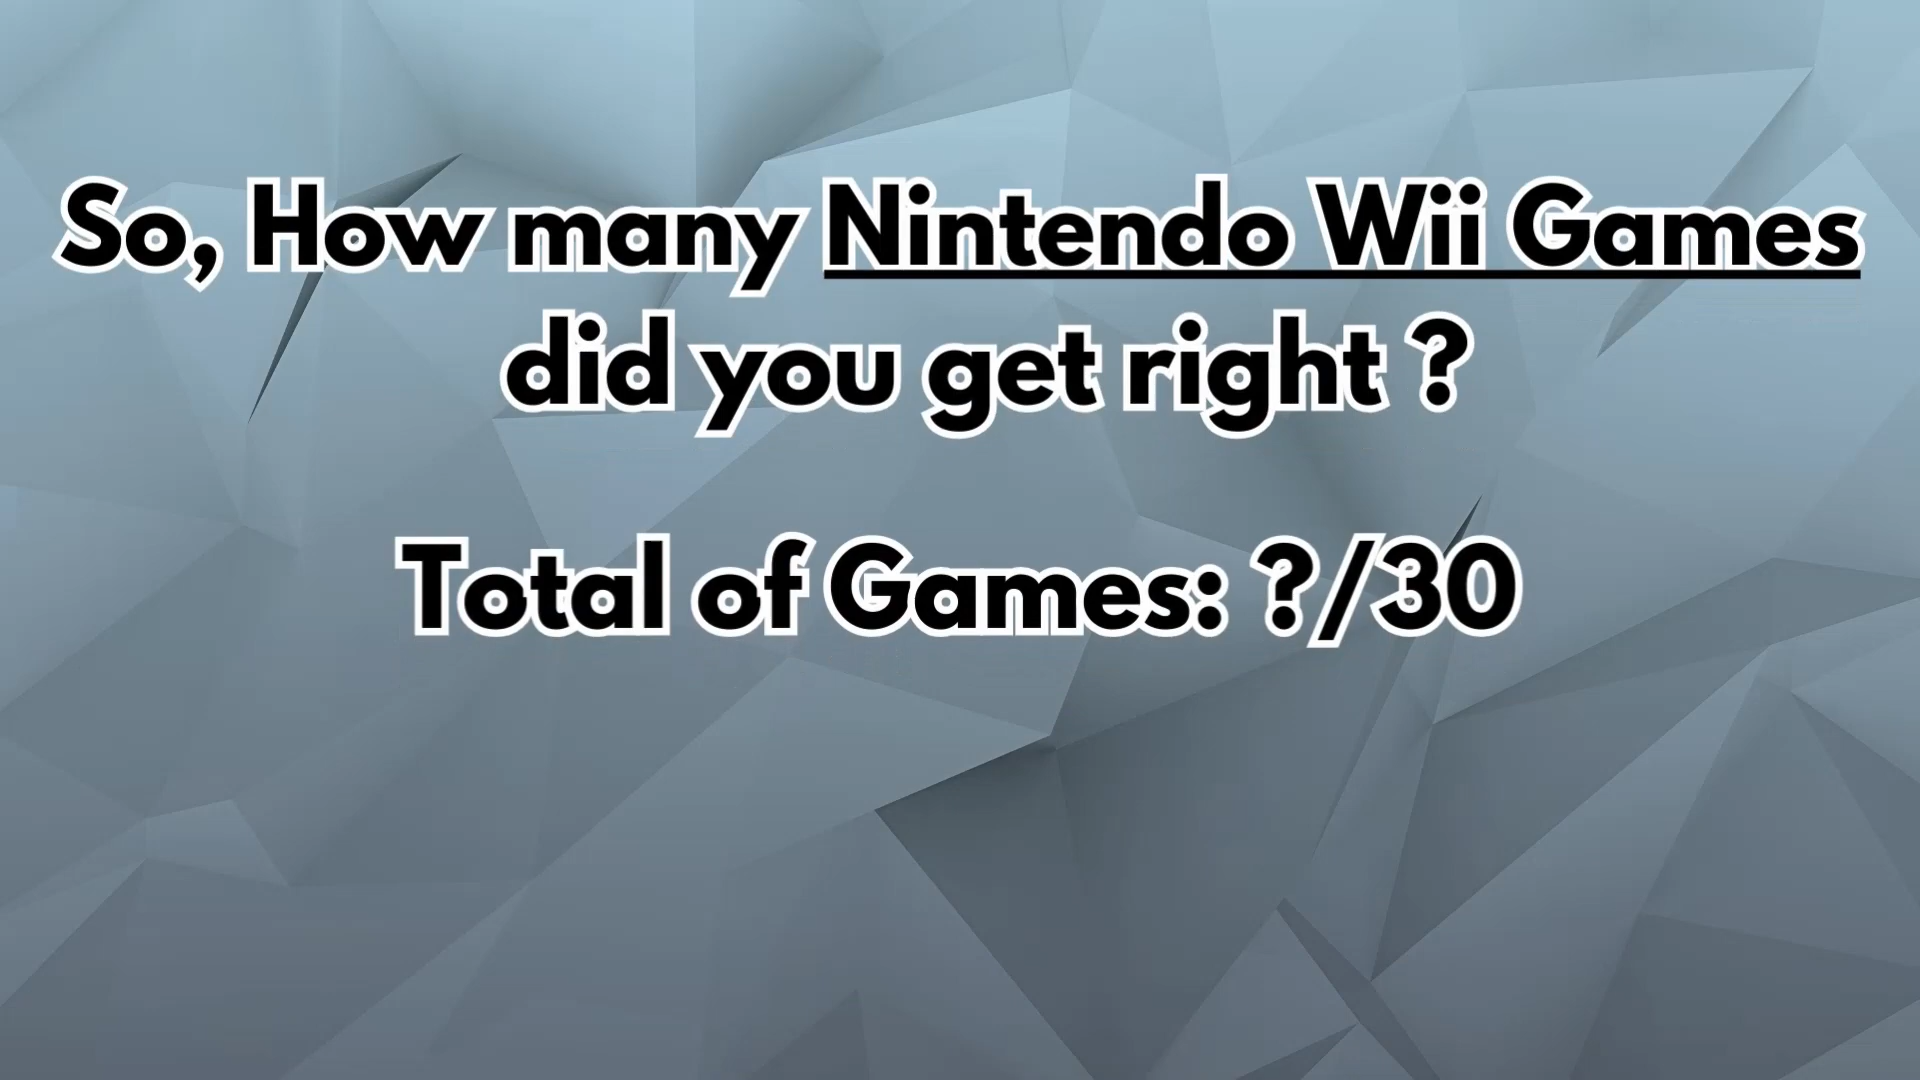 So, How many Nintendo Wii Games
did you get right ?
Total of Games: ?/30